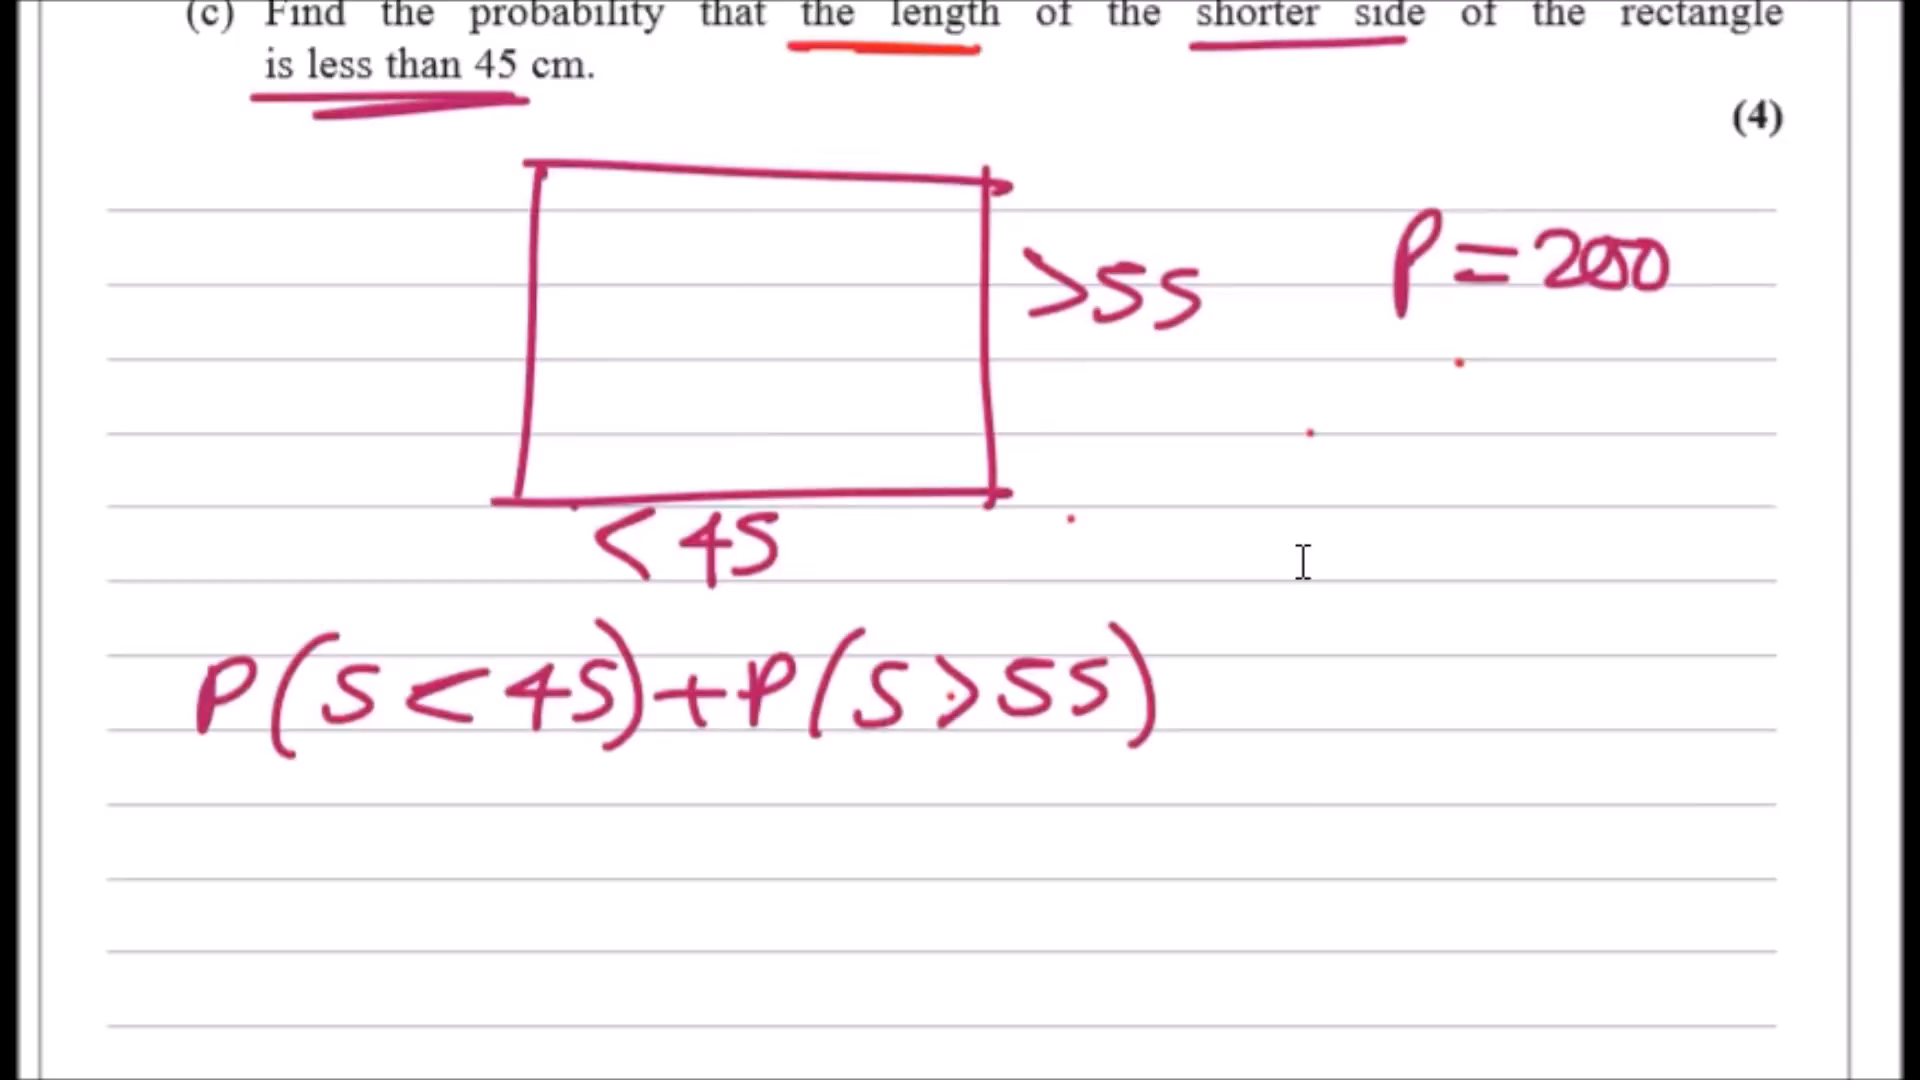 (c) Find the probability that the length of the shorter side of the rectangle
is less than 45 cm.
(4)
>55
P=200
<45
P(S<45)+P(S>55)